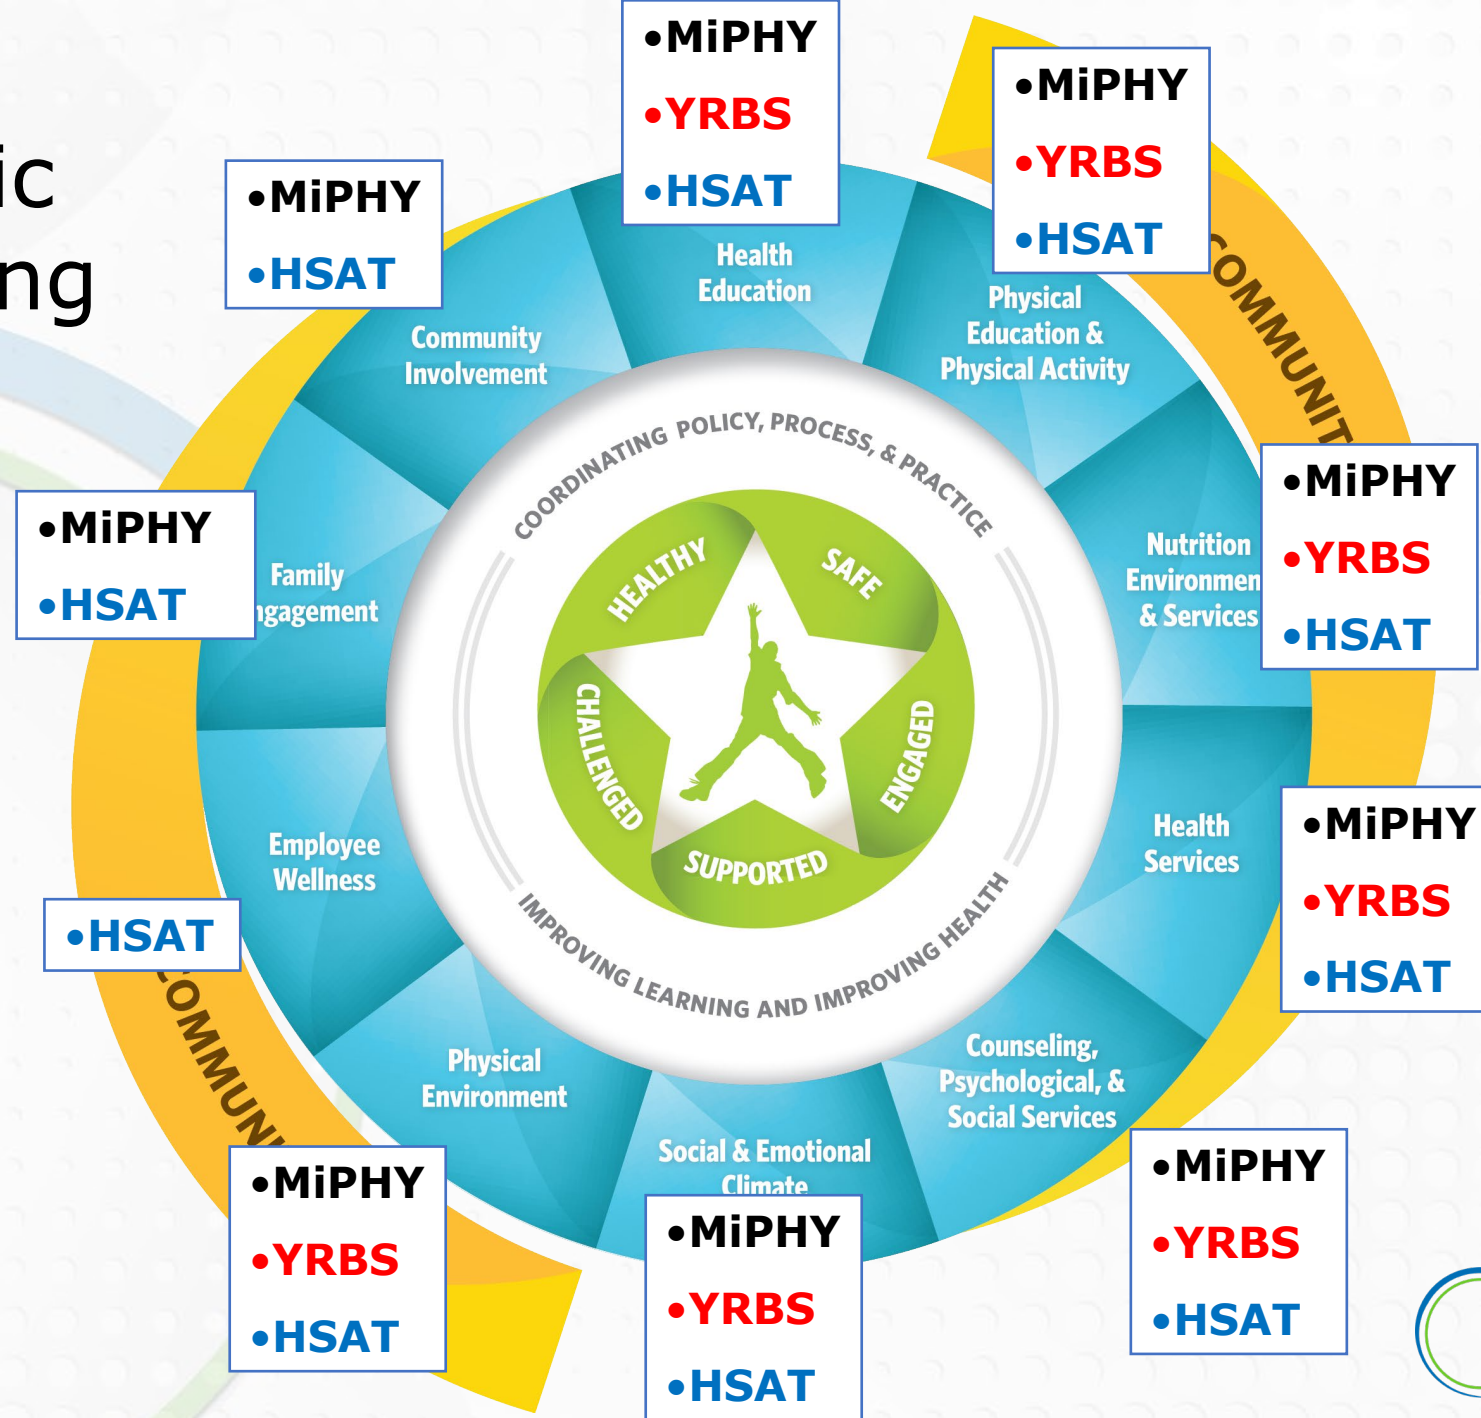 ic
ng
•MiPHY
•YRBS
•HSAT
•MiPHY
•YRBS
•HSAT
•MiPHY
•HSAT
Health
Education
Physical
Education &
Physical Activity
Community
Involvement
COMMUNIT
COORDINATING POLICY, PROCESS, & PRACTICE
•MiPHY
•YRBS
•HSAT
•MiPHY
•HSAT
Nutrition
Environmen
& Services
Family
ngagement
HEALTHY
SAFE
CHALLENGED
ENGAGED
SUPPORTED
Health
Services
•MiPHY
•YRBS
•HSAT
Employee
Wellness
•HSAT
IMPROVING LEARNING AND IMPROVING HEALTH
COMMUNI
Physical
Environment
Counseling,
Psychological, &
Social Services
Social & Emotional
Climate
•MiPHY
•YRBS
•HSAT
•MiPHY
•YRBS
•HSAT
•MiPHY
•YRBS
•HSAT